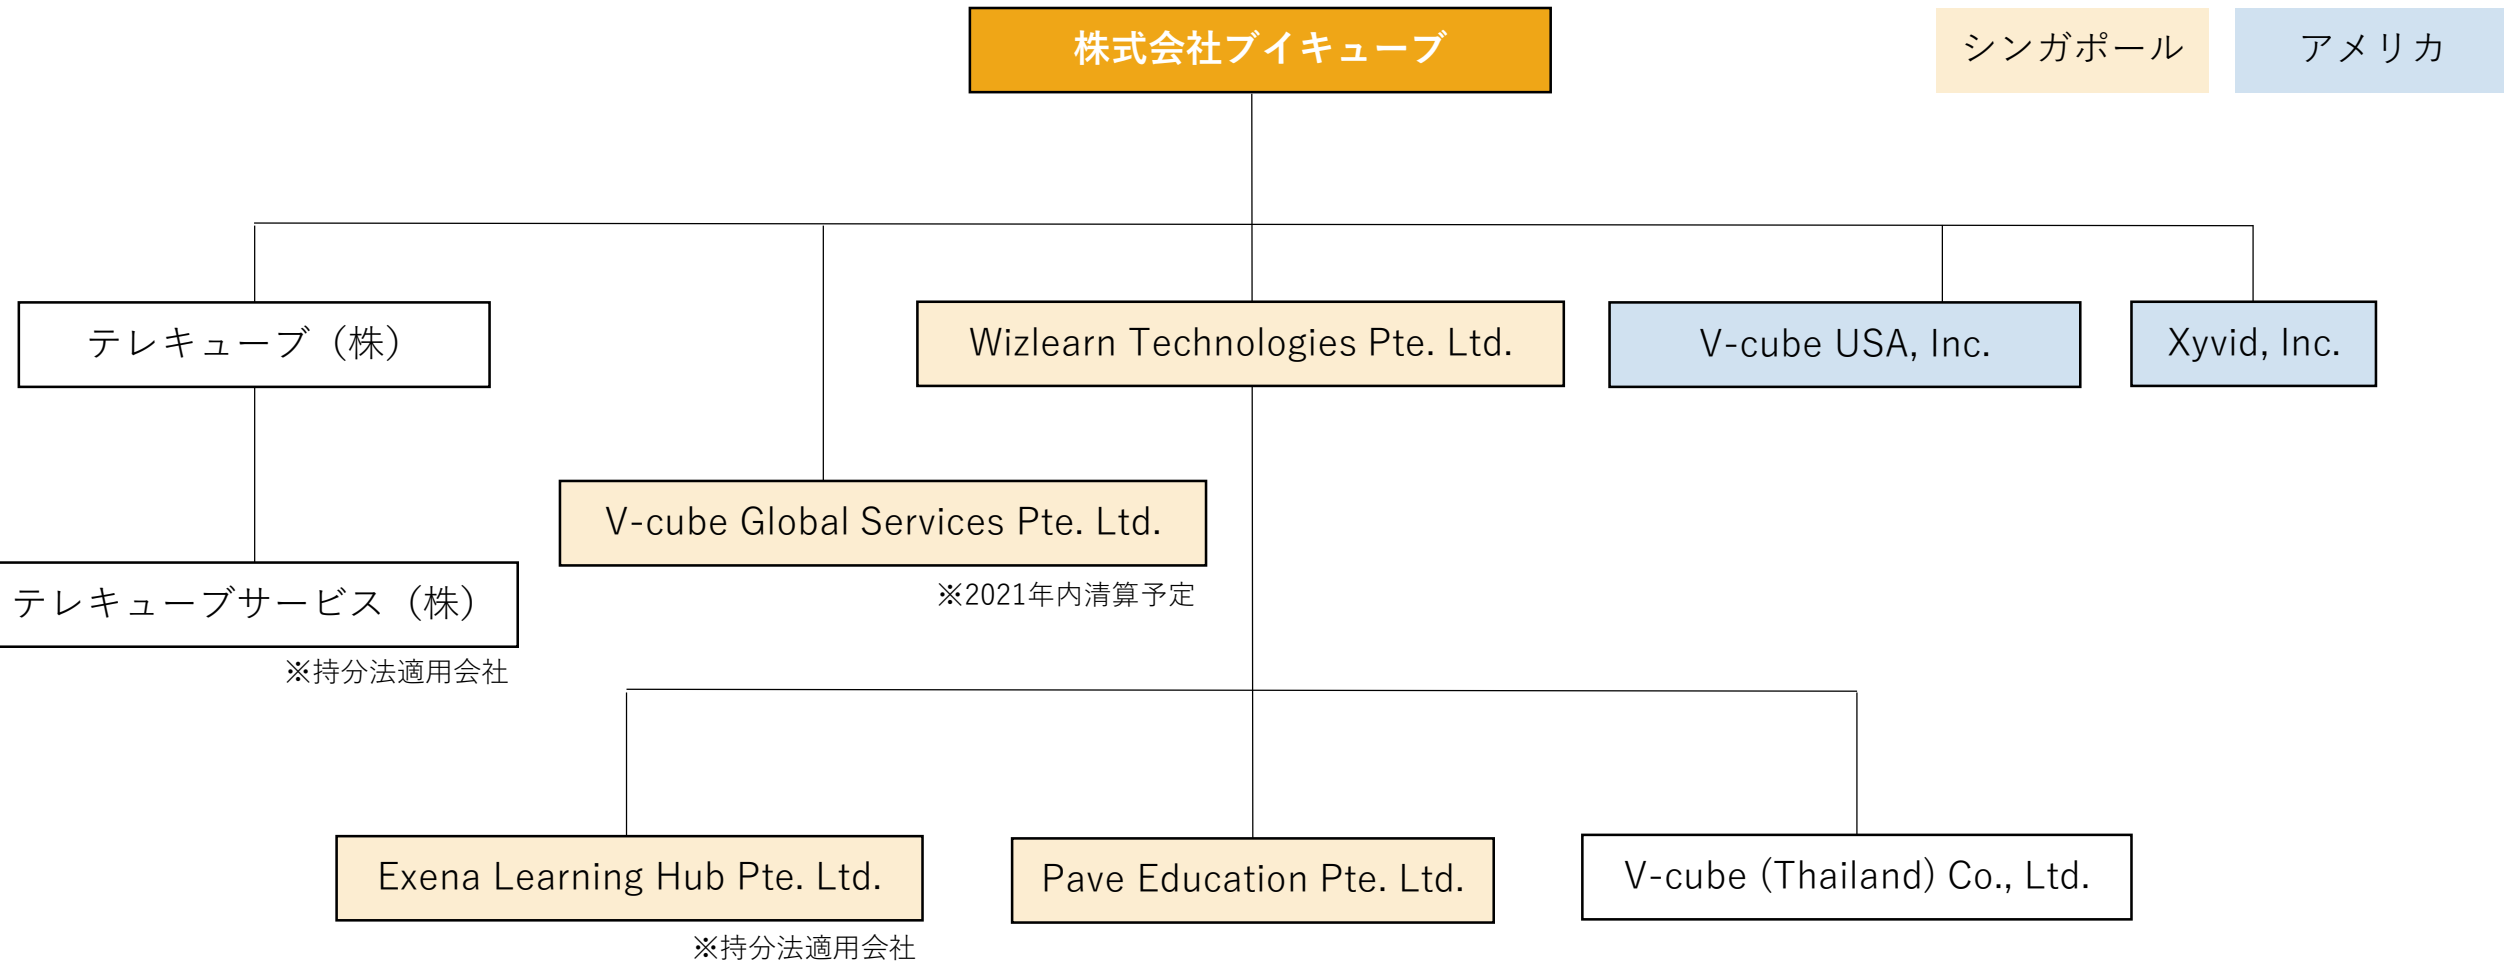 株式会社ブイキューブ
シンガポール
アメリカ
テレキューブ（株）
Wizlearn Technologies Pte. Ltd.
V-cube USA, Inc.
Xyvid, Inc.
V-cube Global Services Pte. Ltd.
※2021年内清算予定
テレキューブサービス（株）
※持分法適用会社
Exena Learning Hub Pte. Ltd.
Pave Education Pte. Ltd.
V-cube (Thailand) Co., Ltd.
※持分法適用会社